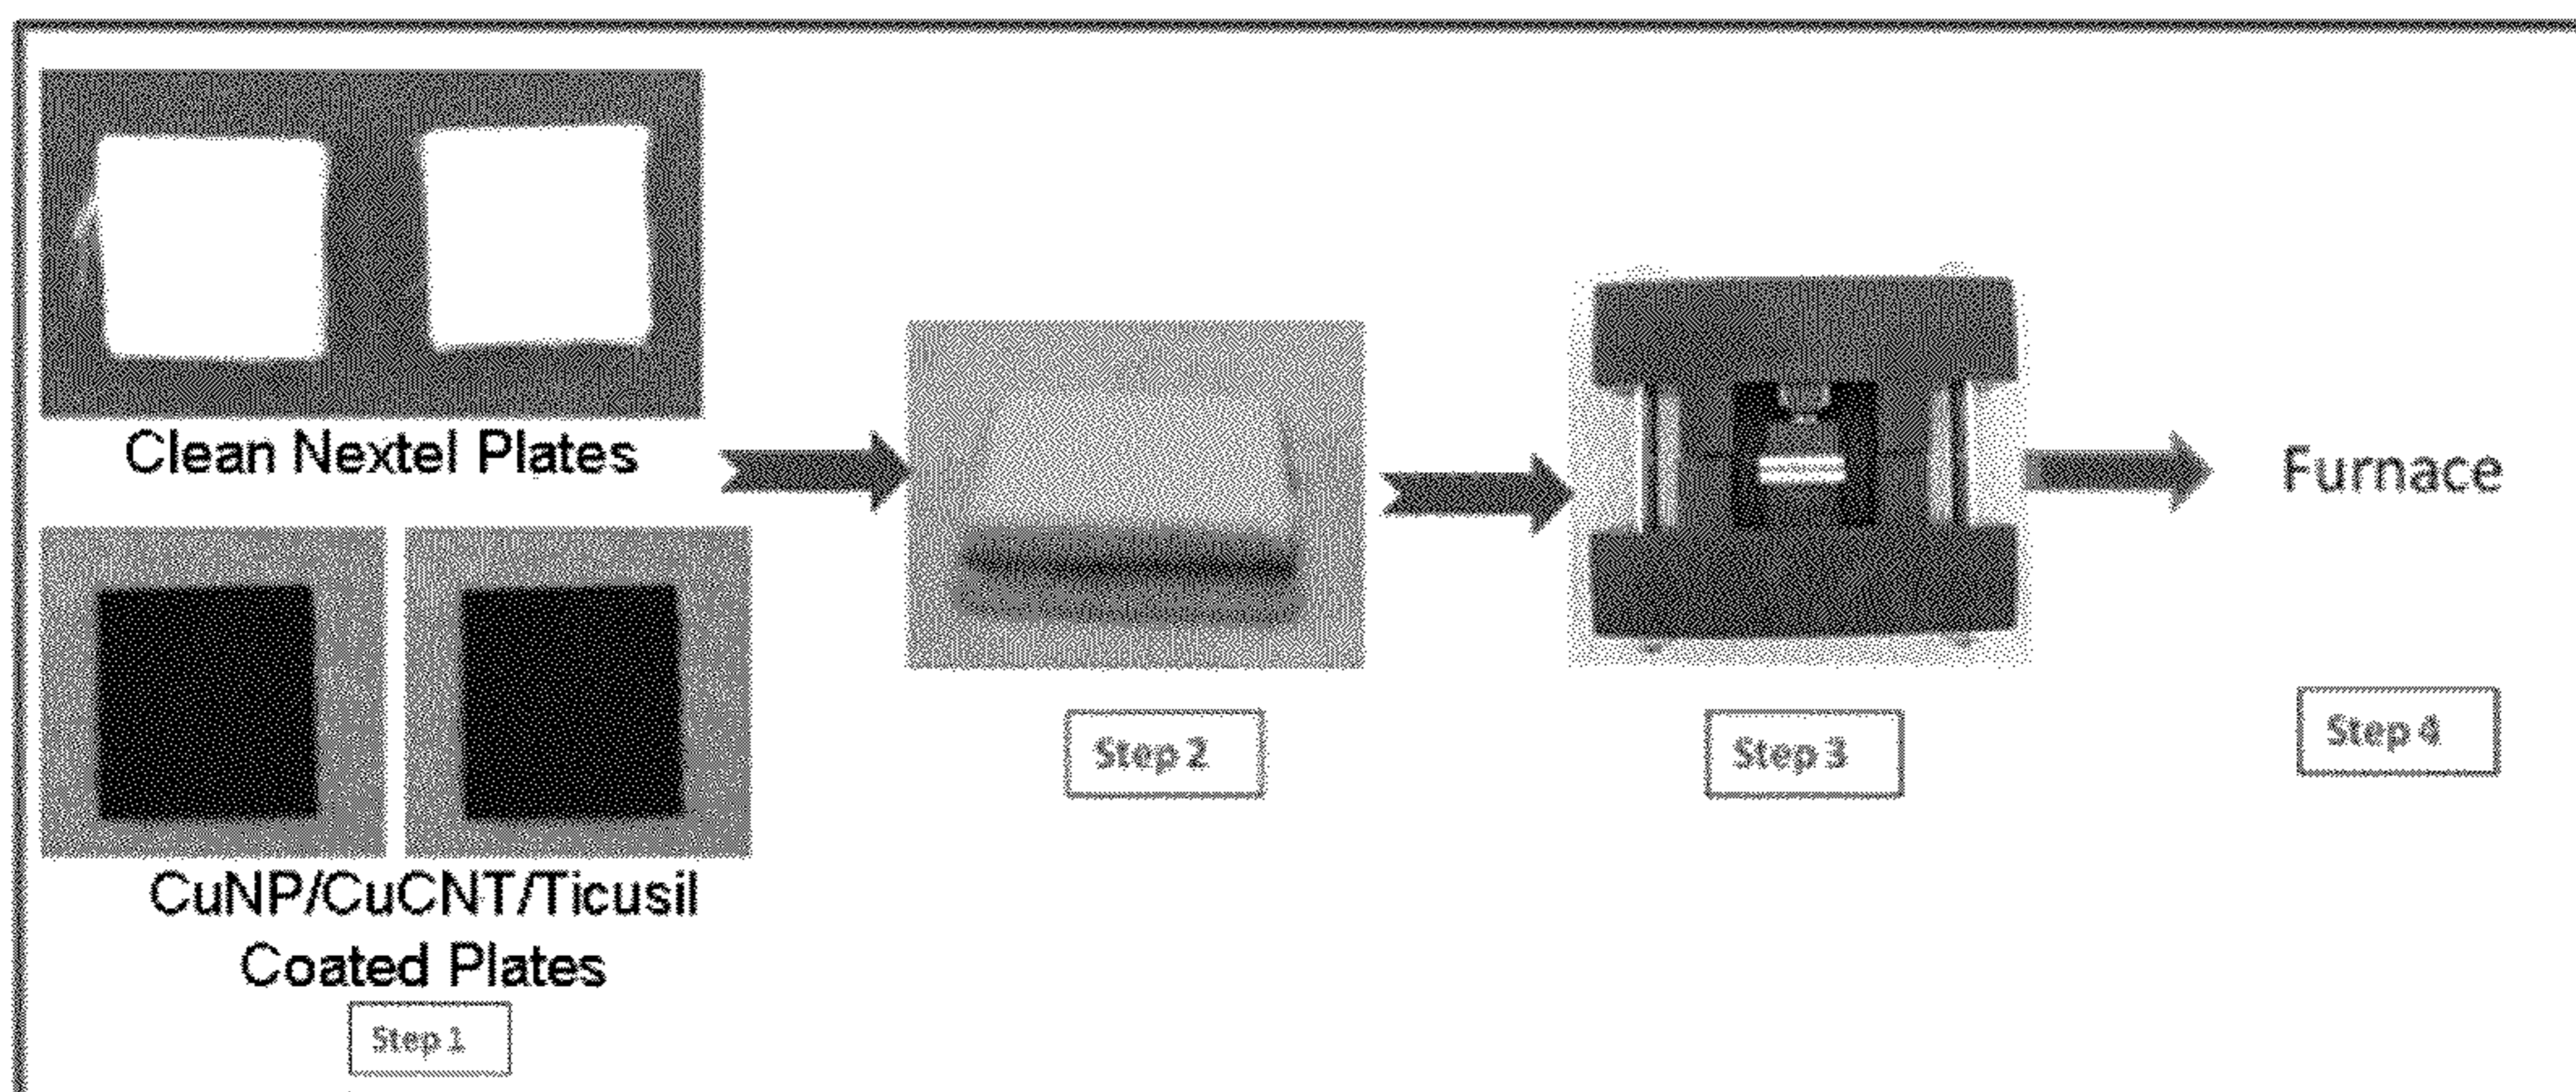 Clean Nextel Plates
CuNP/CuCNT/Ticusil
Coated Plates
Step 1
Step 2
Step 3
Furnace
Step 4